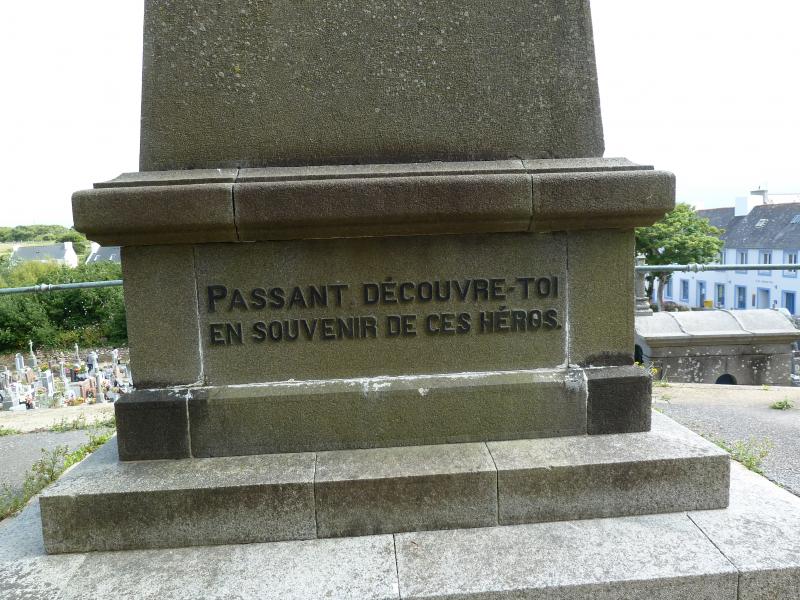 PASSANT, DÉCOUVRE-TOI
EN SOUVENIR DE CES HÉROS.